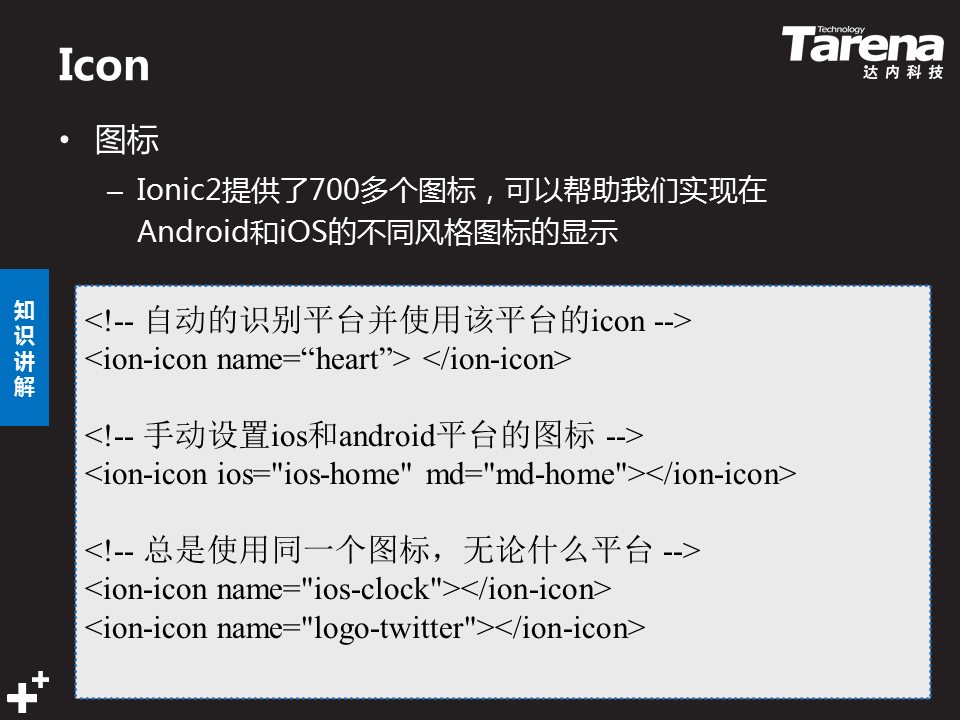 Icon
Technology
Tarena
达内科技
• 图标
– Ionic2提供了700多个图标，可以帮助我们实现在
Android和iOS的不同风格图标的显示
知
识
讲
解
<!-- 自动的识别平台并使用该平台的icon -->
<ion-icon name=“heart”> </ion-icon>
<!-- 手动设置ios和android平台的图标 -->
<ion-icon ios="ios-home" md="md-home"></ion-icon>
<!-- 总是使用同一个图标，无论什么平台 -->
<ion-icon name="ios-clock"></ion-icon>
<ion-icon name="logo-twitter"></ion-icon>